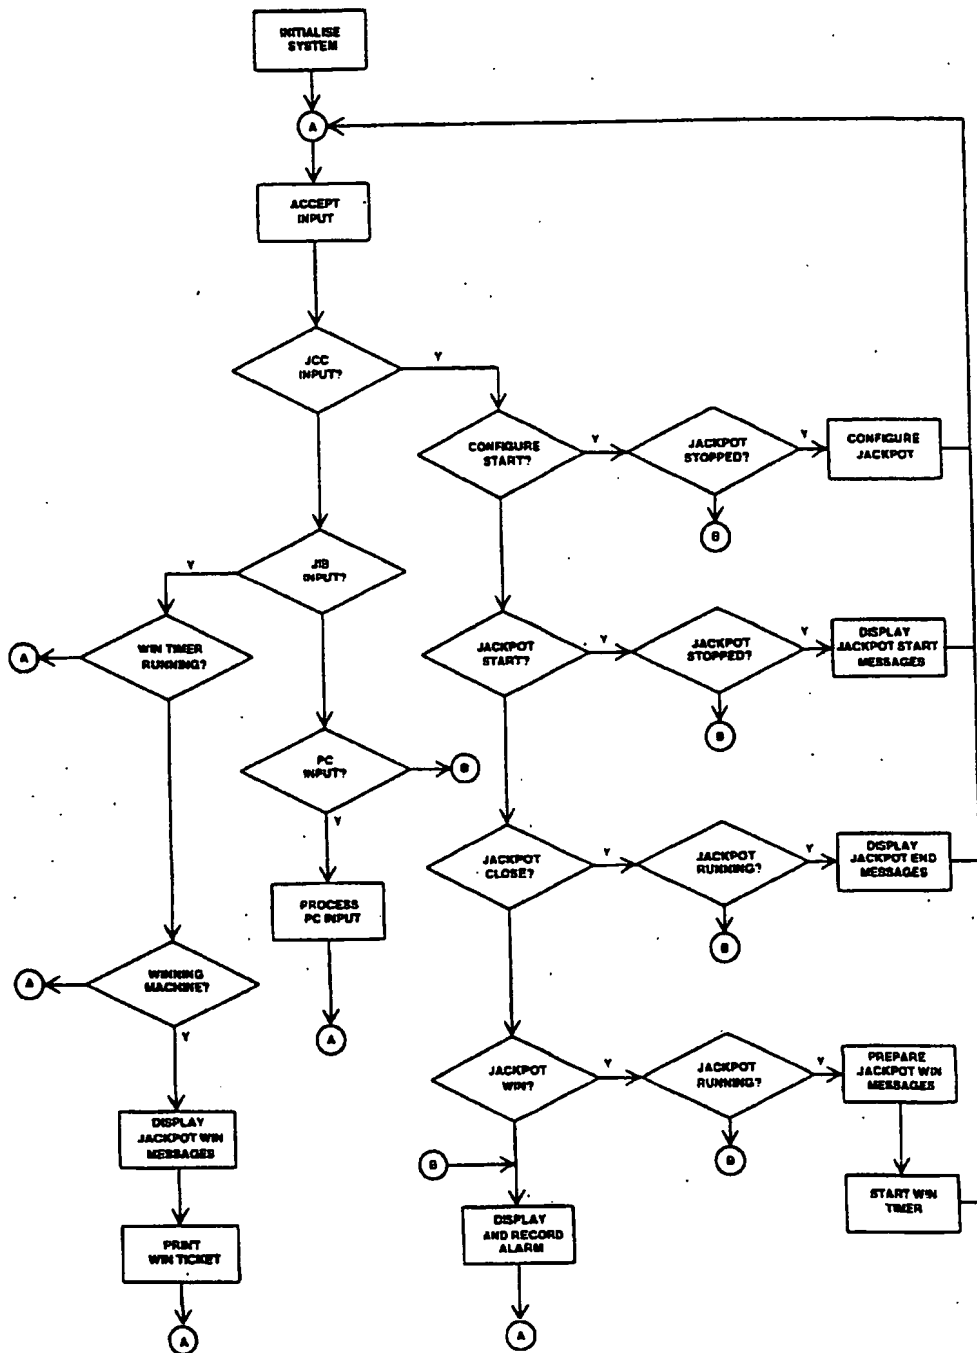 INITIALISE
SYSTEM
A
ACCEPT
INPUT
JCC
INPUT?
Y
CONFIGURE
START?
Y
JACKPOT
STOPPED?
Y
CONFIGURE
JACKPOT
B
JIB
INPUT?
Y
A
WIN TIMER
RUNNING?
JACKPOT
START?
Y
JACKPOT
STOPPED?
Y
DISPLAY
JACKPOT START
MESSAGES
B
PC
INPUT?
B
Y
PROCESS
PC INPUT
A
JACKPOT
CLOSE?
Y
JACKPOT
RUNNING?
Y
DISPLAY
JACKPOT END
MESSAGES
B
A
WINNING
MACHINE?
Y
DISPLAY
JACKPOT WIN
MESSAGES
PRINT
WIN TICKET
A
JACKPOT
WIN?
Y
JACKPOT
RUNNING?
Y
PREPARE
JACKPOT WIN
MESSAGES
B
START WIN
TIMER
B
DISPLAY
AND RECORD
ALARM
A